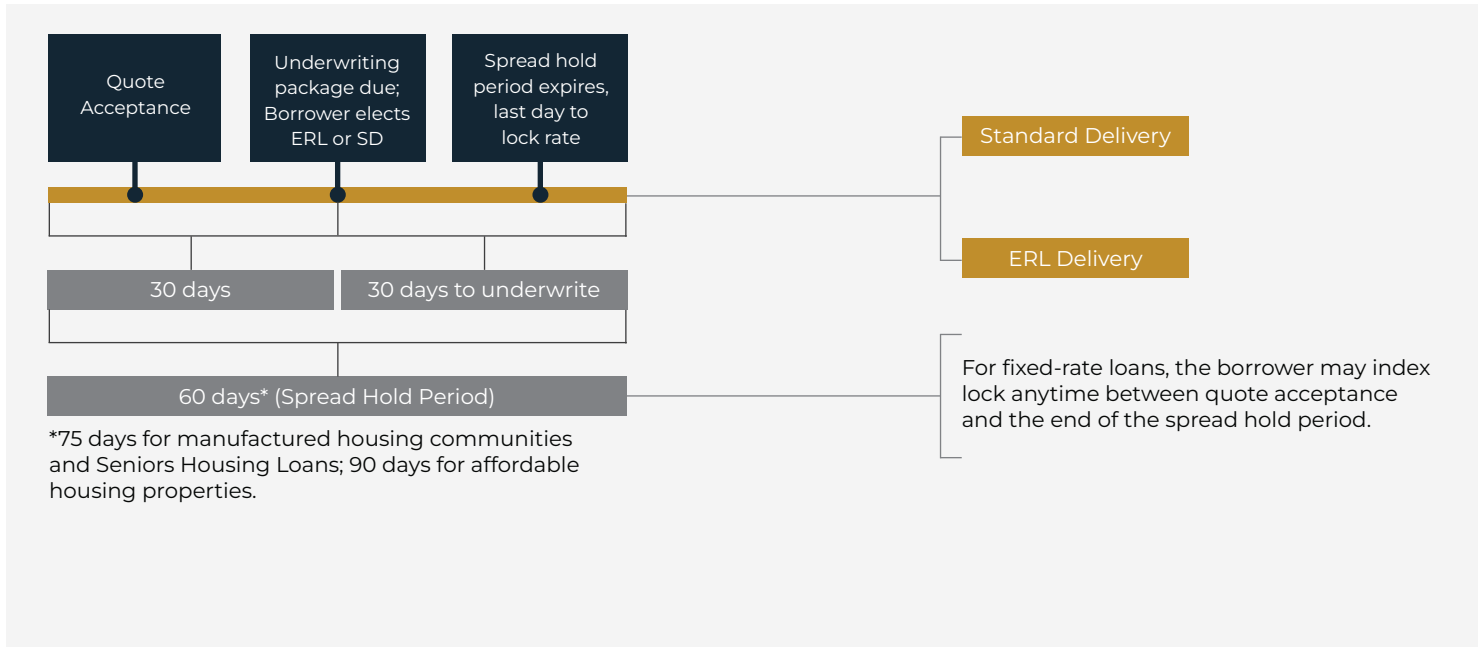 Quote
Acceptance
Underwriting
package due;
Borrower elects
ERL or SD
Spread hold
period expires,
last day to
lock rate
Standard Delivery
ERL Delivery
30 days
30 days to underwrite
60 days* (Spread Hold Period)
For fixed-rate loans, the borrower may index
lock anytime between quote acceptance
and the end of the spread hold period.
*75 days for manufactured housing communities
and Seniors Housing Loans; 90 days for affordable
housing properties.